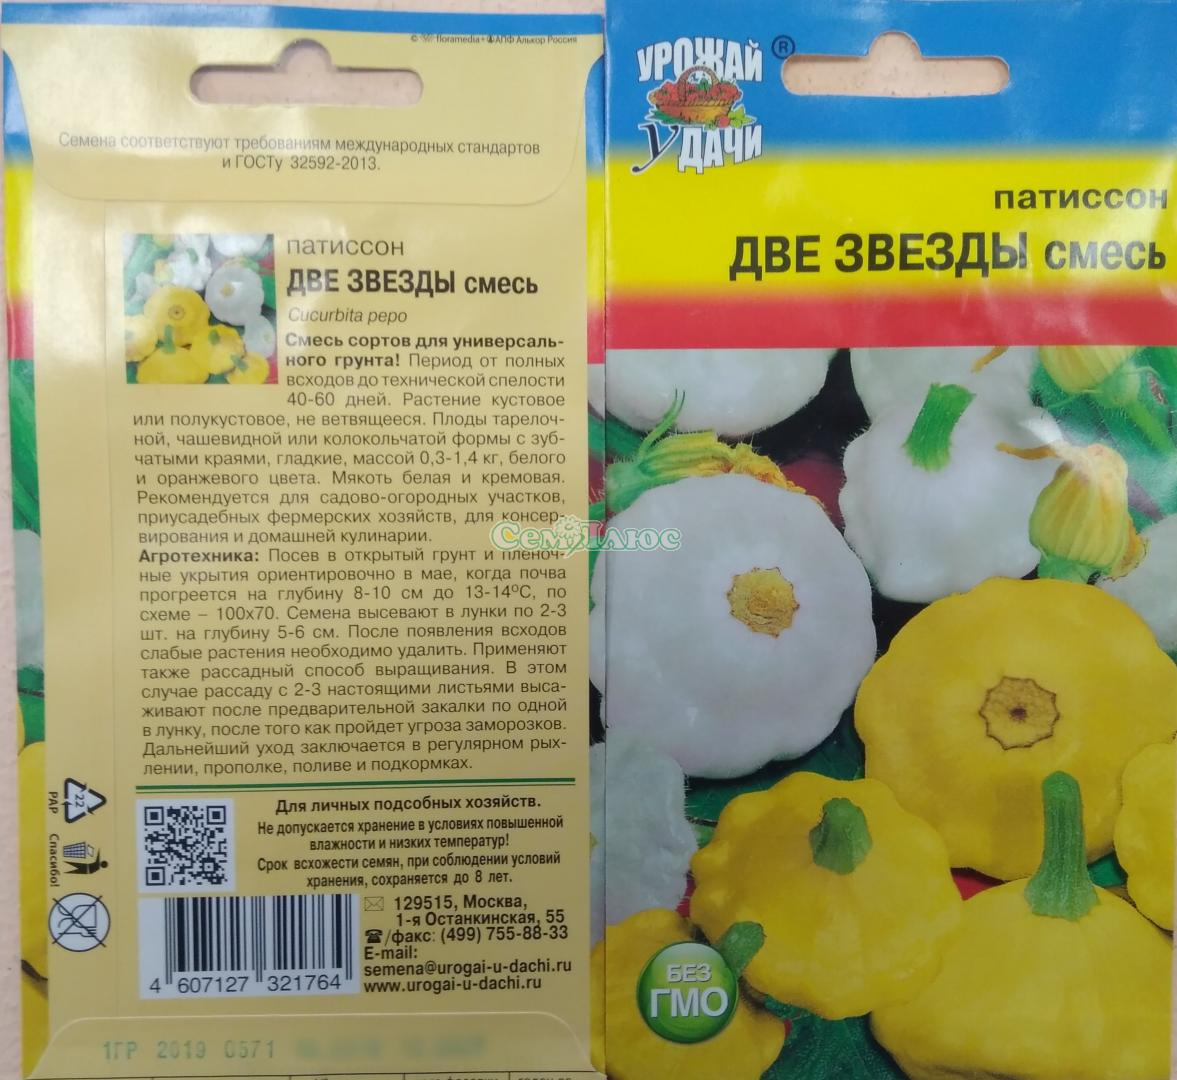 © floramedia + АПФ Алькор Россия
Семена соответствуют требованиям международных стандартов
и ГОСТу 32592-2013.
патиссон
ДВЕ ЗВЕЗДЫ смесь
Cucurbita pepo
Смесь сортов для универсаль-
ного грунта! Период от полных
всходов до технической спелости
40-60 дней. Растение кустовое
или полукустовое, не ветвящееся. Плоды тарелоч-
ной, чашевидной или колокольчатой формы с зуб-
чатыми краями, гладкие, массой 0,3-1,4 кг, белого
и оранжевого цвета. Мякоть белая и кремовая.
Рекомендуется для садово-огородных участков,
приусадебных фермерских хозяйств, для консер-
вирования и домашней кулинарии.
Агротехника: Посев в открытый грунт и пленоч-
ные укрытия ориентировочно в мае, когда почва
прогреется на глубину 8-10 см до 13-14°С, по
схеме – 100х70. Семена высевают в лунки по 2-3
шт. на глубину 5-6 см. После появления всходов
слабые растения необходимо удалить. Применяют
также рассадный способ выращивания. В этом
случае рассаду с 2-3 настоящими листьями выса-
живают после предварительной закалки по одной
в лунку, после того как пройдет угроза заморозков.
Дальнейший уход заключается в регулярном рых-
лении, прополке, поливе и подкормках.
22
PAP
Спасибо!
Для личных подсобных хозяйств.
Не допускается хранение в условиях повышенной
влажности и низких температур!
Срок всхожести семян, при соблюдении условий
хранения, сохраняется до 8 лет.
129515, Москва,
1-я Останкинская, 55
/факс: (499) 755-88-33
E-mail:
semena@urogai-u-dachi.ru
www.urogai-u-dachi.ru
4 607127 321764
1ГР 2019 0571
УРОЖАЙ ®
У ДАЧИ
патиссон
ДВЕ ЗВЕЗДЫ смесь
СемПлюс
БЕЗ
ГМО